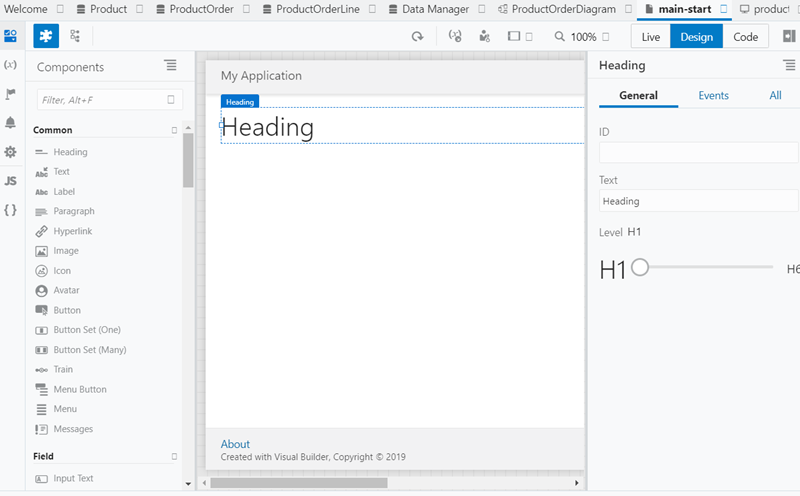 Welcome Product ProductOrder ProductOrderLine Data Manager ProductOrderDiagram main-start product
100% Live Design Code
(x) Components
Filter, Alt+F
Common
Heading
Text
Label
JS Paragraph
{ } Hyperlink
Image
Icon
Avatar
Button
Button Set (One)
Button Set (Many)
Train
Menu Button
Menu
Messages
Field
Input Text
My Application
Heading
Heading
About
Created with Visual Builder, Copyright © 2019
Heading
General Events All
ID
Text
Heading
Level H1
H1 H6